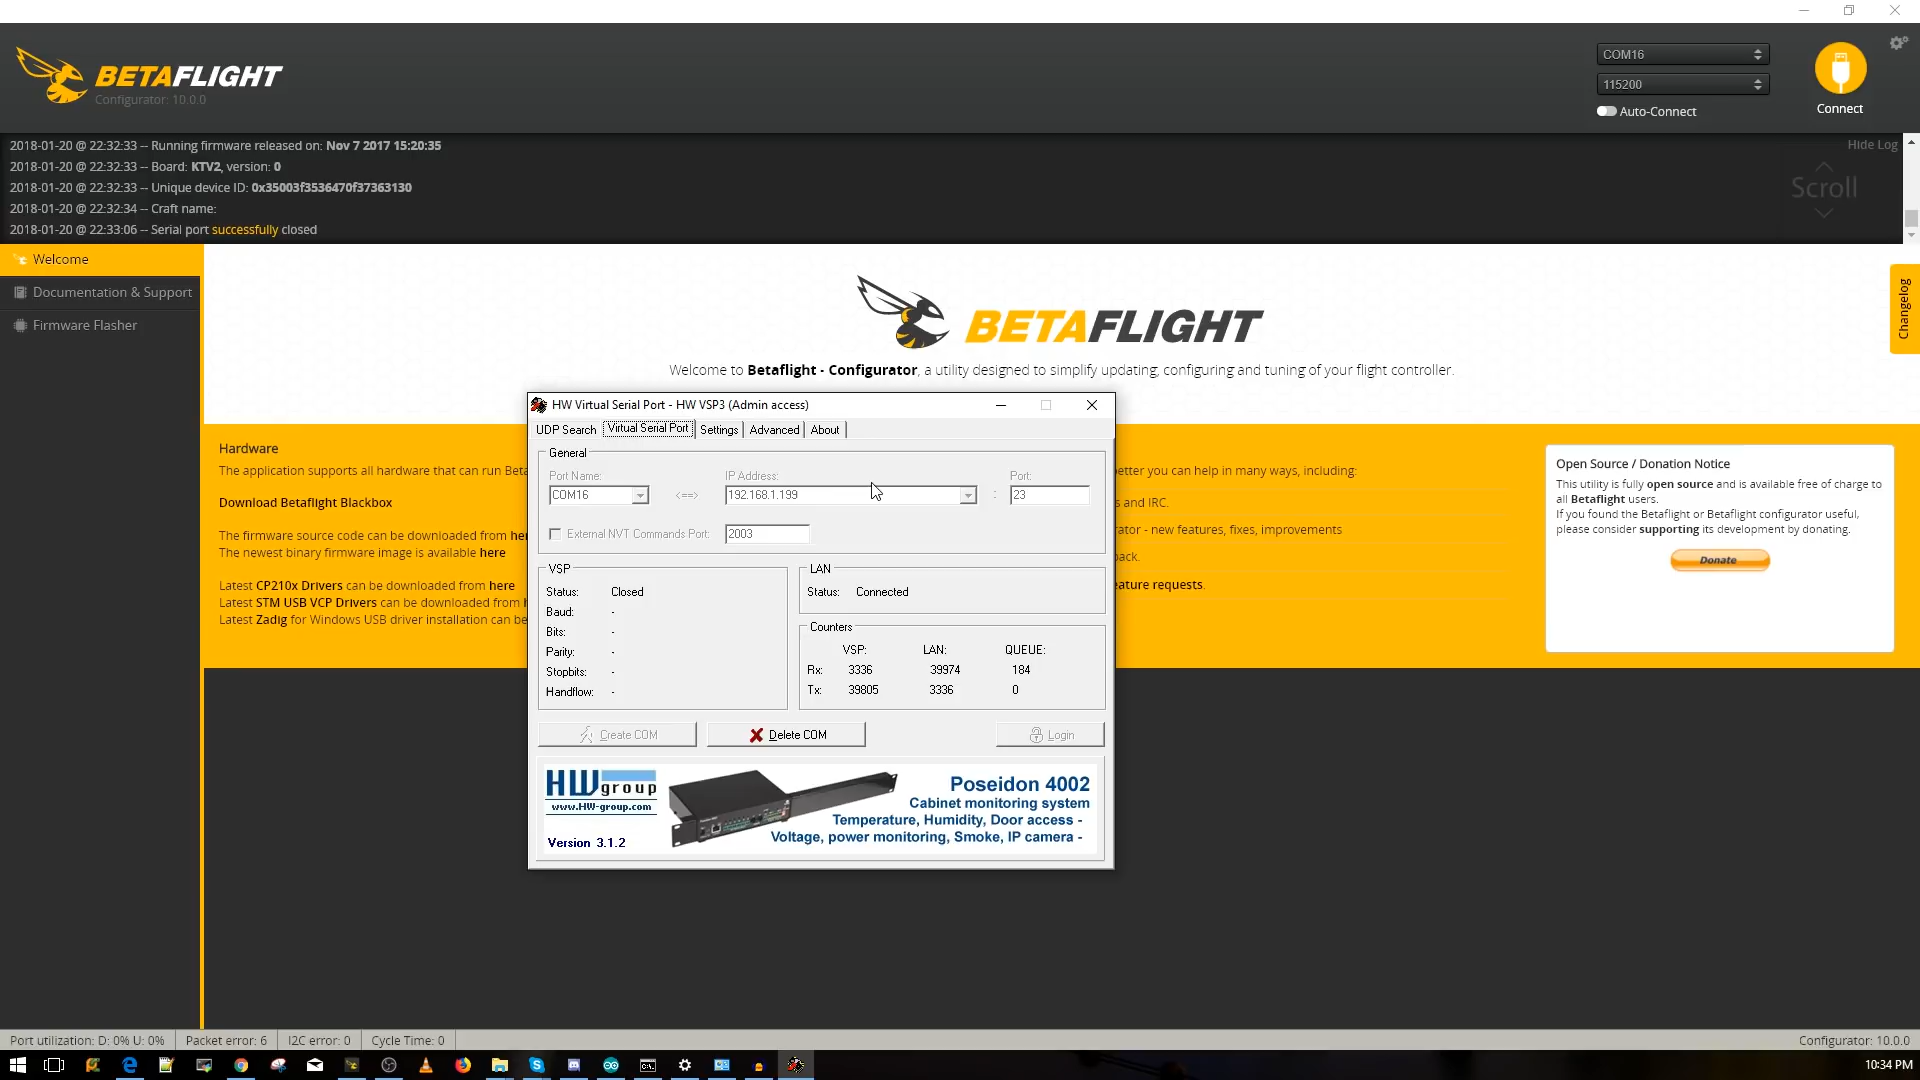 BETAFLIGHT
Configurator: 10.0.0
COM16
115200
Auto-Connect
Connect
2018-01-20 @ 22:32:33 -- Running firmware released on: Nov 7 2017 15:20:35
2018-01-20 @ 22:32:33 -- Board: KTV2, version: 0
2018-01-20 @ 22:32:33 -- Unique device ID: 0x35003f3536470f37363130
2018-01-20 @ 22:32:34 -- Craft name:
2018-01-20 @ 22:33:06 -- Serial port successfully closed
Hide Log
Scroll
Welcome
Documentation & Support
Firmware Flasher
BETAFLIGHT
Changelog
Welcome to Betaflight - Configurator, a utility designed to simplify updating, configuring and tuning of your flight controller.
Hardware
The application supports all hardware that can run Beta
Download Betaflight Blackbox
The firmware source code can be downloaded from her
The newest binary firmware image is available here
Latest CP210x Drivers can be downloaded from here
Latest STM USB VCP Drivers can be downloaded from
Latest Zadig for Windows USB driver installation can be
etter you can help in many ways, including:
s and IRC.
rator - new features, fixes, improvements
back.
eature requests.
Open Source / Donation Notice
This utility is fully open source and is available free of charge to
all Betaflight users.
If you found the Betaflight or Betaflight configurator useful,
please consider supporting its development by donating.
Donate
HW Virtual Serial Port - HW VSP3 (Admin access)
UDP Search Virtual Serial Port Settings Advanced About
General
Port Name: IP Address: Port:
COM16 <==> 192.168.1.199 : 23
External NVT Commands Port: 2003
VSP
Status: Closed
Baud: -
Bits: -
Parity: -
Stopbits: -
Handflow: -
LAN
Status: Connected
Counters
VSP: LAN: QUEUE:
Rx: 3336 39974 184
Tx: 39805 3336 0
Create COM
Delete COM
Login
HW group
www.HW-group.com
Version 3.1.2
Poseidon 4002
Cabinet monitoring system
Temperature, Humidity, Door access -
Voltage, power monitoring, Smoke, IP camera -
Port utilization: D: 0% U: 0% Packet error: 6 I2C error: 0 Cycle Time: 0
Configurator: 10.0.0
10:34 PM